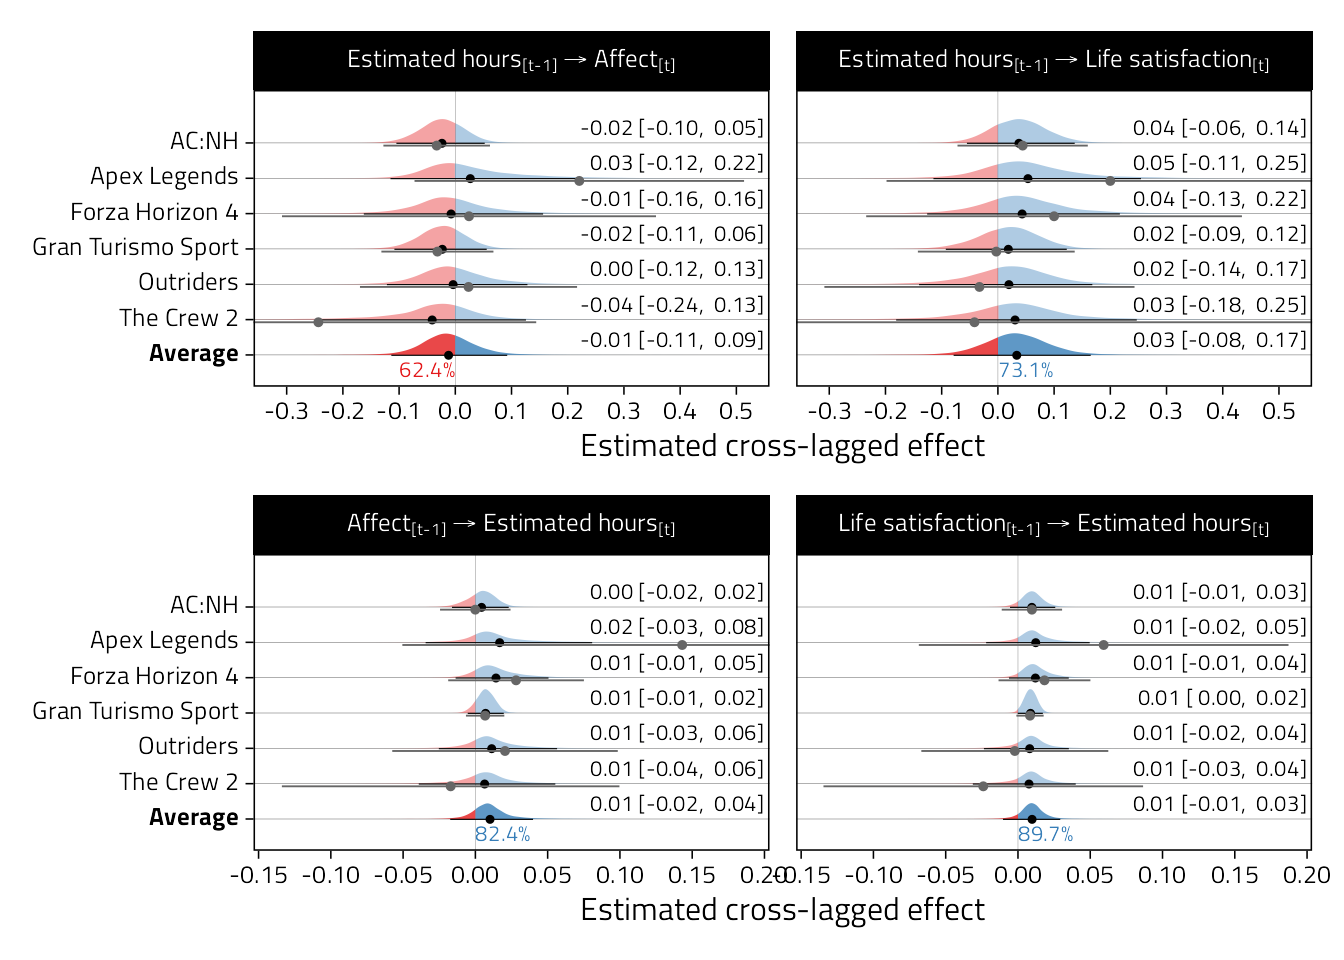 Estimated hours[t-1] → Affect[t]
Estimated hours[t-1] → Life satisfaction[t]
AC:NH -0.02 [-0.10, 0.05] 0.04 [-0.06, 0.14]
Apex Legends 0.03 [-0.12, 0.22] 0.05 [-0.11, 0.25]
Forza Horizon 4 -0.01 [-0.16, 0.16] 0.04 [-0.13, 0.22]
Gran Turismo Sport -0.02 [-0.11, 0.06] 0.02 [-0.09, 0.12]
Outriders 0.00 [-0.12, 0.13] 0.02 [-0.14, 0.17]
The Crew 2 -0.04 [-0.24, 0.13] 0.03 [-0.18, 0.25]
Average -0.01 [-0.11, 0.09] 0.03 [-0.08, 0.17]
62.4% 73.1%
-0.3 -0.2 -0.1 0.0 0.1 0.2 0.3 0.4 0.5 -0.3 -0.2 -0.1 0.0 0.1 0.2 0.3 0.4 0.5
Estimated cross-lagged effect
Affect[t-1] → Estimated hours[t]
Life satisfaction[t-1] → Estimated hours[t]
AC:NH 0.00 [-0.02, 0.02] 0.01 [-0.01, 0.03]
Apex Legends 0.02 [-0.03, 0.08] 0.01 [-0.02, 0.05]
Forza Horizon 4 0.01 [-0.01, 0.05] 0.01 [-0.01, 0.04]
Gran Turismo Sport 0.01 [-0.01, 0.02] 0.01 [ 0.00, 0.02]
Outriders 0.01 [-0.03, 0.06] 0.01 [-0.02, 0.04]
The Crew 2 0.01 [-0.04, 0.06] 0.01 [-0.03, 0.04]
Average 0.01 [-0.02, 0.04] 0.01 [-0.01, 0.03]
82.4% 89.7%
-0.15 -0.10 -0.05 0.00 0.05 0.10 0.15 0.20 -0.15 -0.10 -0.05 0.00 0.05 0.10 0.15 0.20
Estimated cross-lagged effect